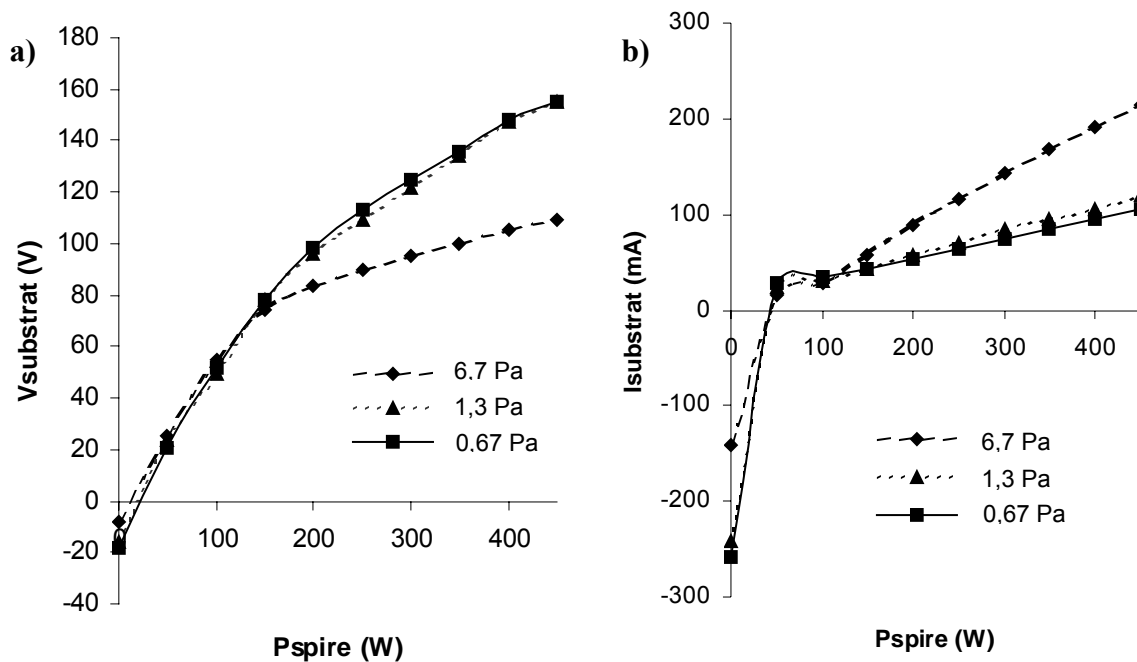 a)
180
160
140
120
100
80
60
40
20
0
-20
-40
Vsubstrat (V)
0 100 200 300 400
Pspire (W)
6,7 Pa
1,3 Pa
0,67 Pa
b)
300
200
100
0
-100
-200
-300
Isubstrat (mA)
0 100 200 300 400
Pspire (W)
6,7 Pa
1,3 Pa
0,67 Pa